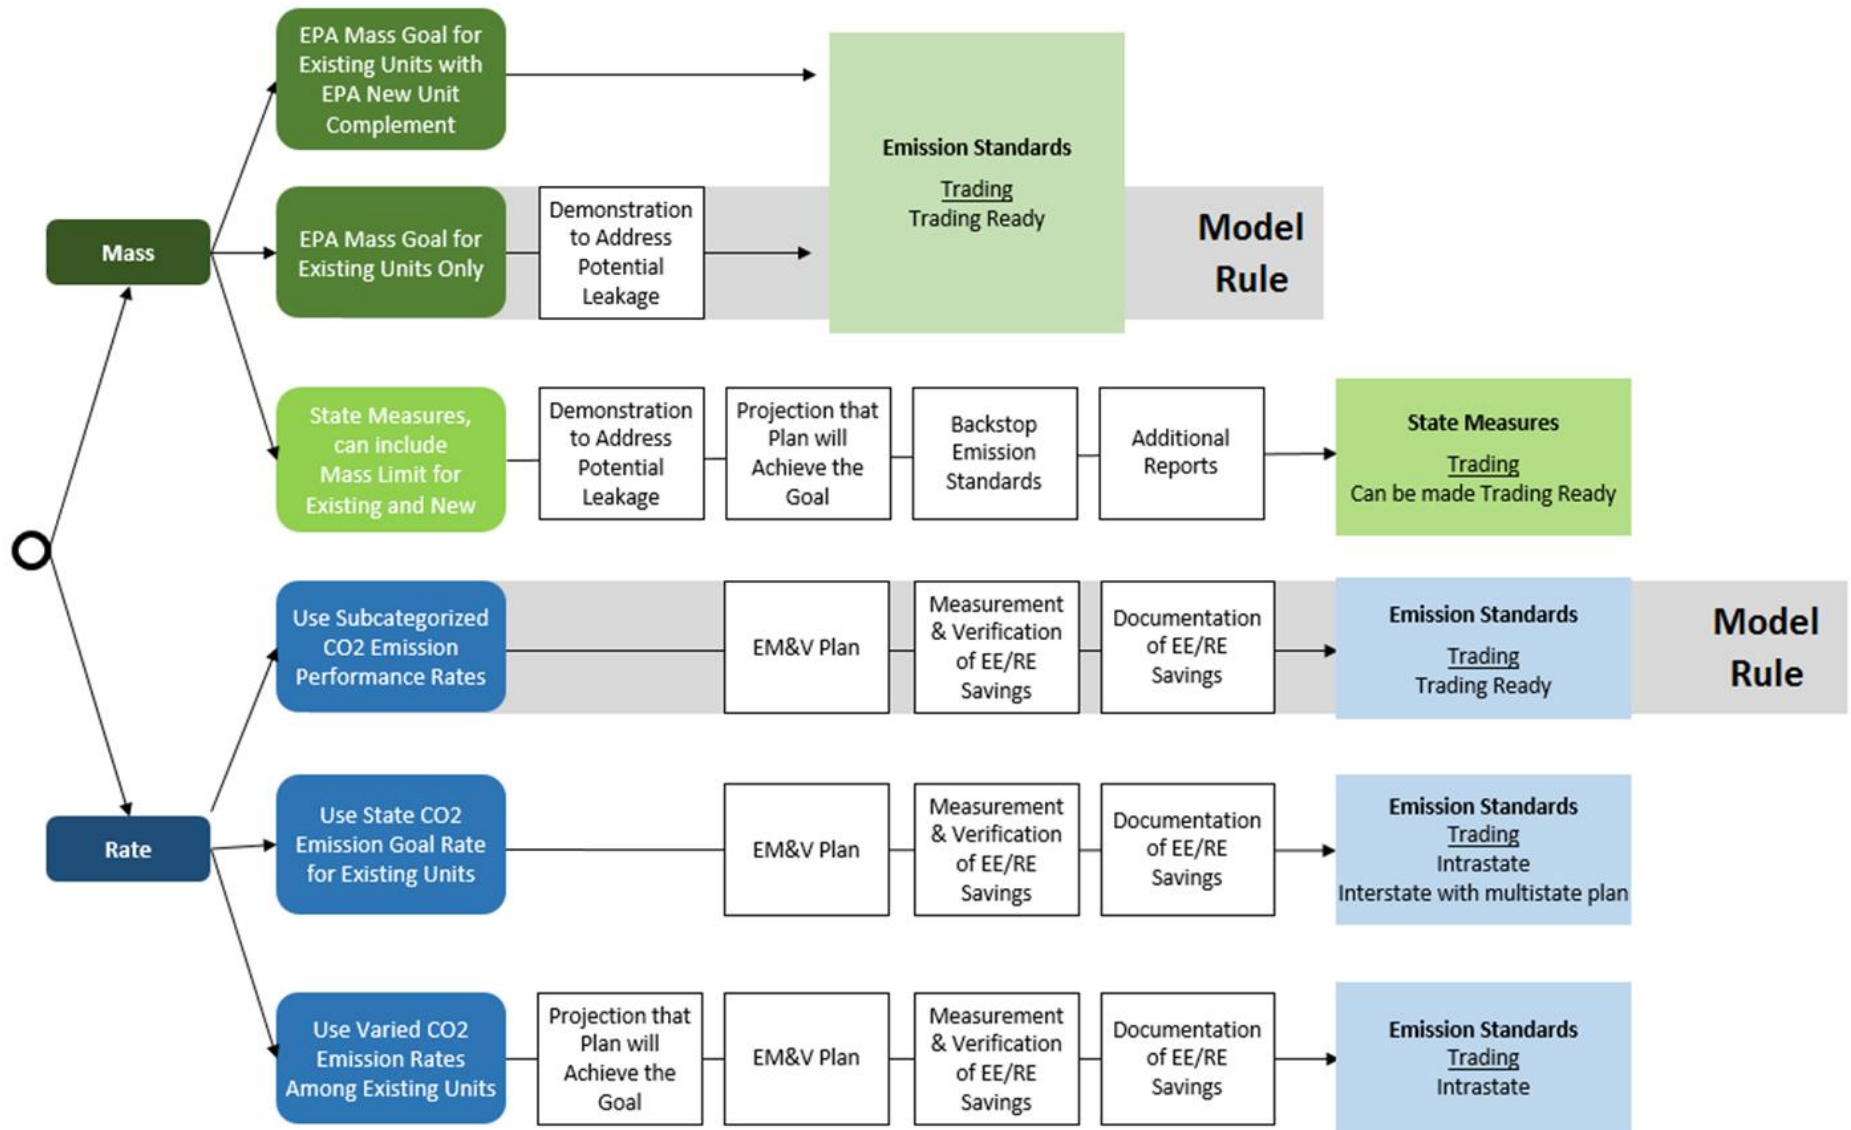 EPA Mass Goal for
Existing Units with
EPA New Unit
Complement
Emission Standards
Trading
Trading Ready
Mass
EPA Mass Goal for
Existing Units Only
Demonstration
to Address
Potential
Leakage
Model
Rule
State Measures,
can include
Mass Limit for
Existing and New
Demonstration
to Address
Potential
Leakage
Projection that
Plan will
Achieve the
Goal
Backstop
Emission
Standards
Additional
Reports
State Measures
Trading
Can be made Trading Ready
Use Subcategorized
CO2 Emission
Performance Rates
EM&V Plan
Measurement
& Verification
of EE/RE
Savings
Documentation
of EE/RE
Savings
Emission Standards
Trading
Trading Ready
Model
Rule
Rate
Use State CO2
Emission Goal Rate
for Existing Units
EM&V Plan
Measurement
& Verification
of EE/RE
Savings
Documentation
of EE/RE
Savings
Emission Standards
Trading
Intrastate
Interstate with multistate plan
Use Varied CO2
Emission Rates
Among Existing Units
Projection that
Plan will
Achieve the
Goal
EM&V Plan
Measurement
& Verification
of EE/RE
Savings
Documentation
of EE/RE
Savings
Emission Standards
Trading
Intrastate